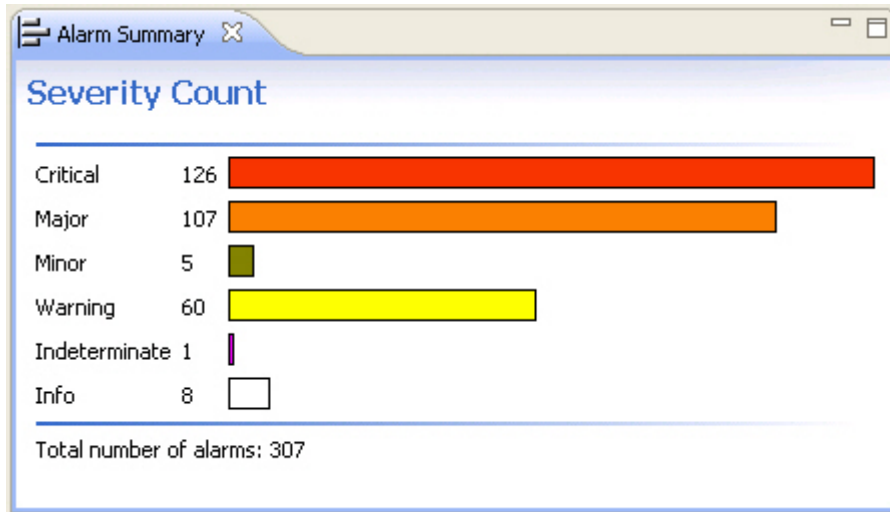 Alarm Summary
Severity Count
Critical 126
Major 107
Minor 5
Warning 60
Indeterminate 1
Info 8
Total number of alarms: 307